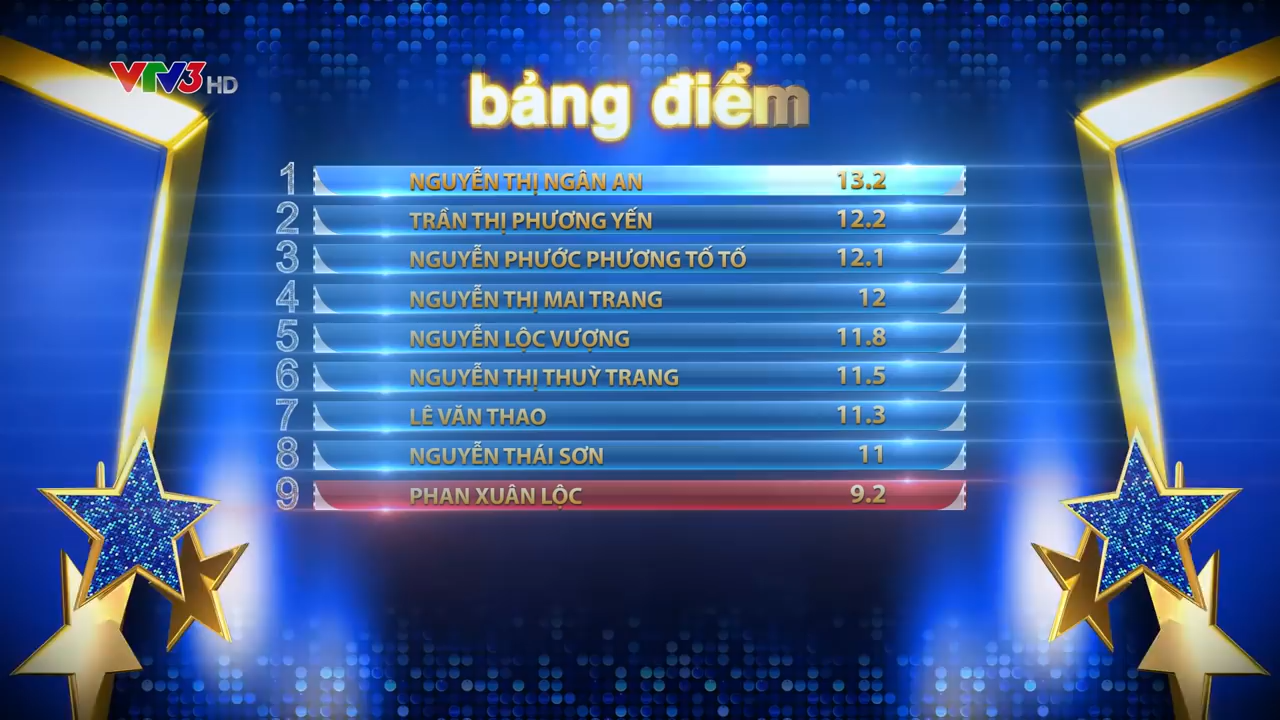 VTV3 HD
bảng điểm
1 NGUYỄN THỊ NGÂN AN 13.2
2 TRẦN THỊ PHƯƠNG YẾN 12.2
3 NGUYỄN PHƯỚC PHƯƠNG TỐ TỐ 12.1
4 NGUYỄN THỊ MAI TRANG 12
5 NGUYỄN LỘC VƯỢNG 11.8
6 NGUYỄN THỊ THUỲ TRANG 11.5
7 LÊ VĂN THAO 11.3
8 NGUYỄN THÁI SƠN 11
9 PHAN XUÂN LỘC 9.2